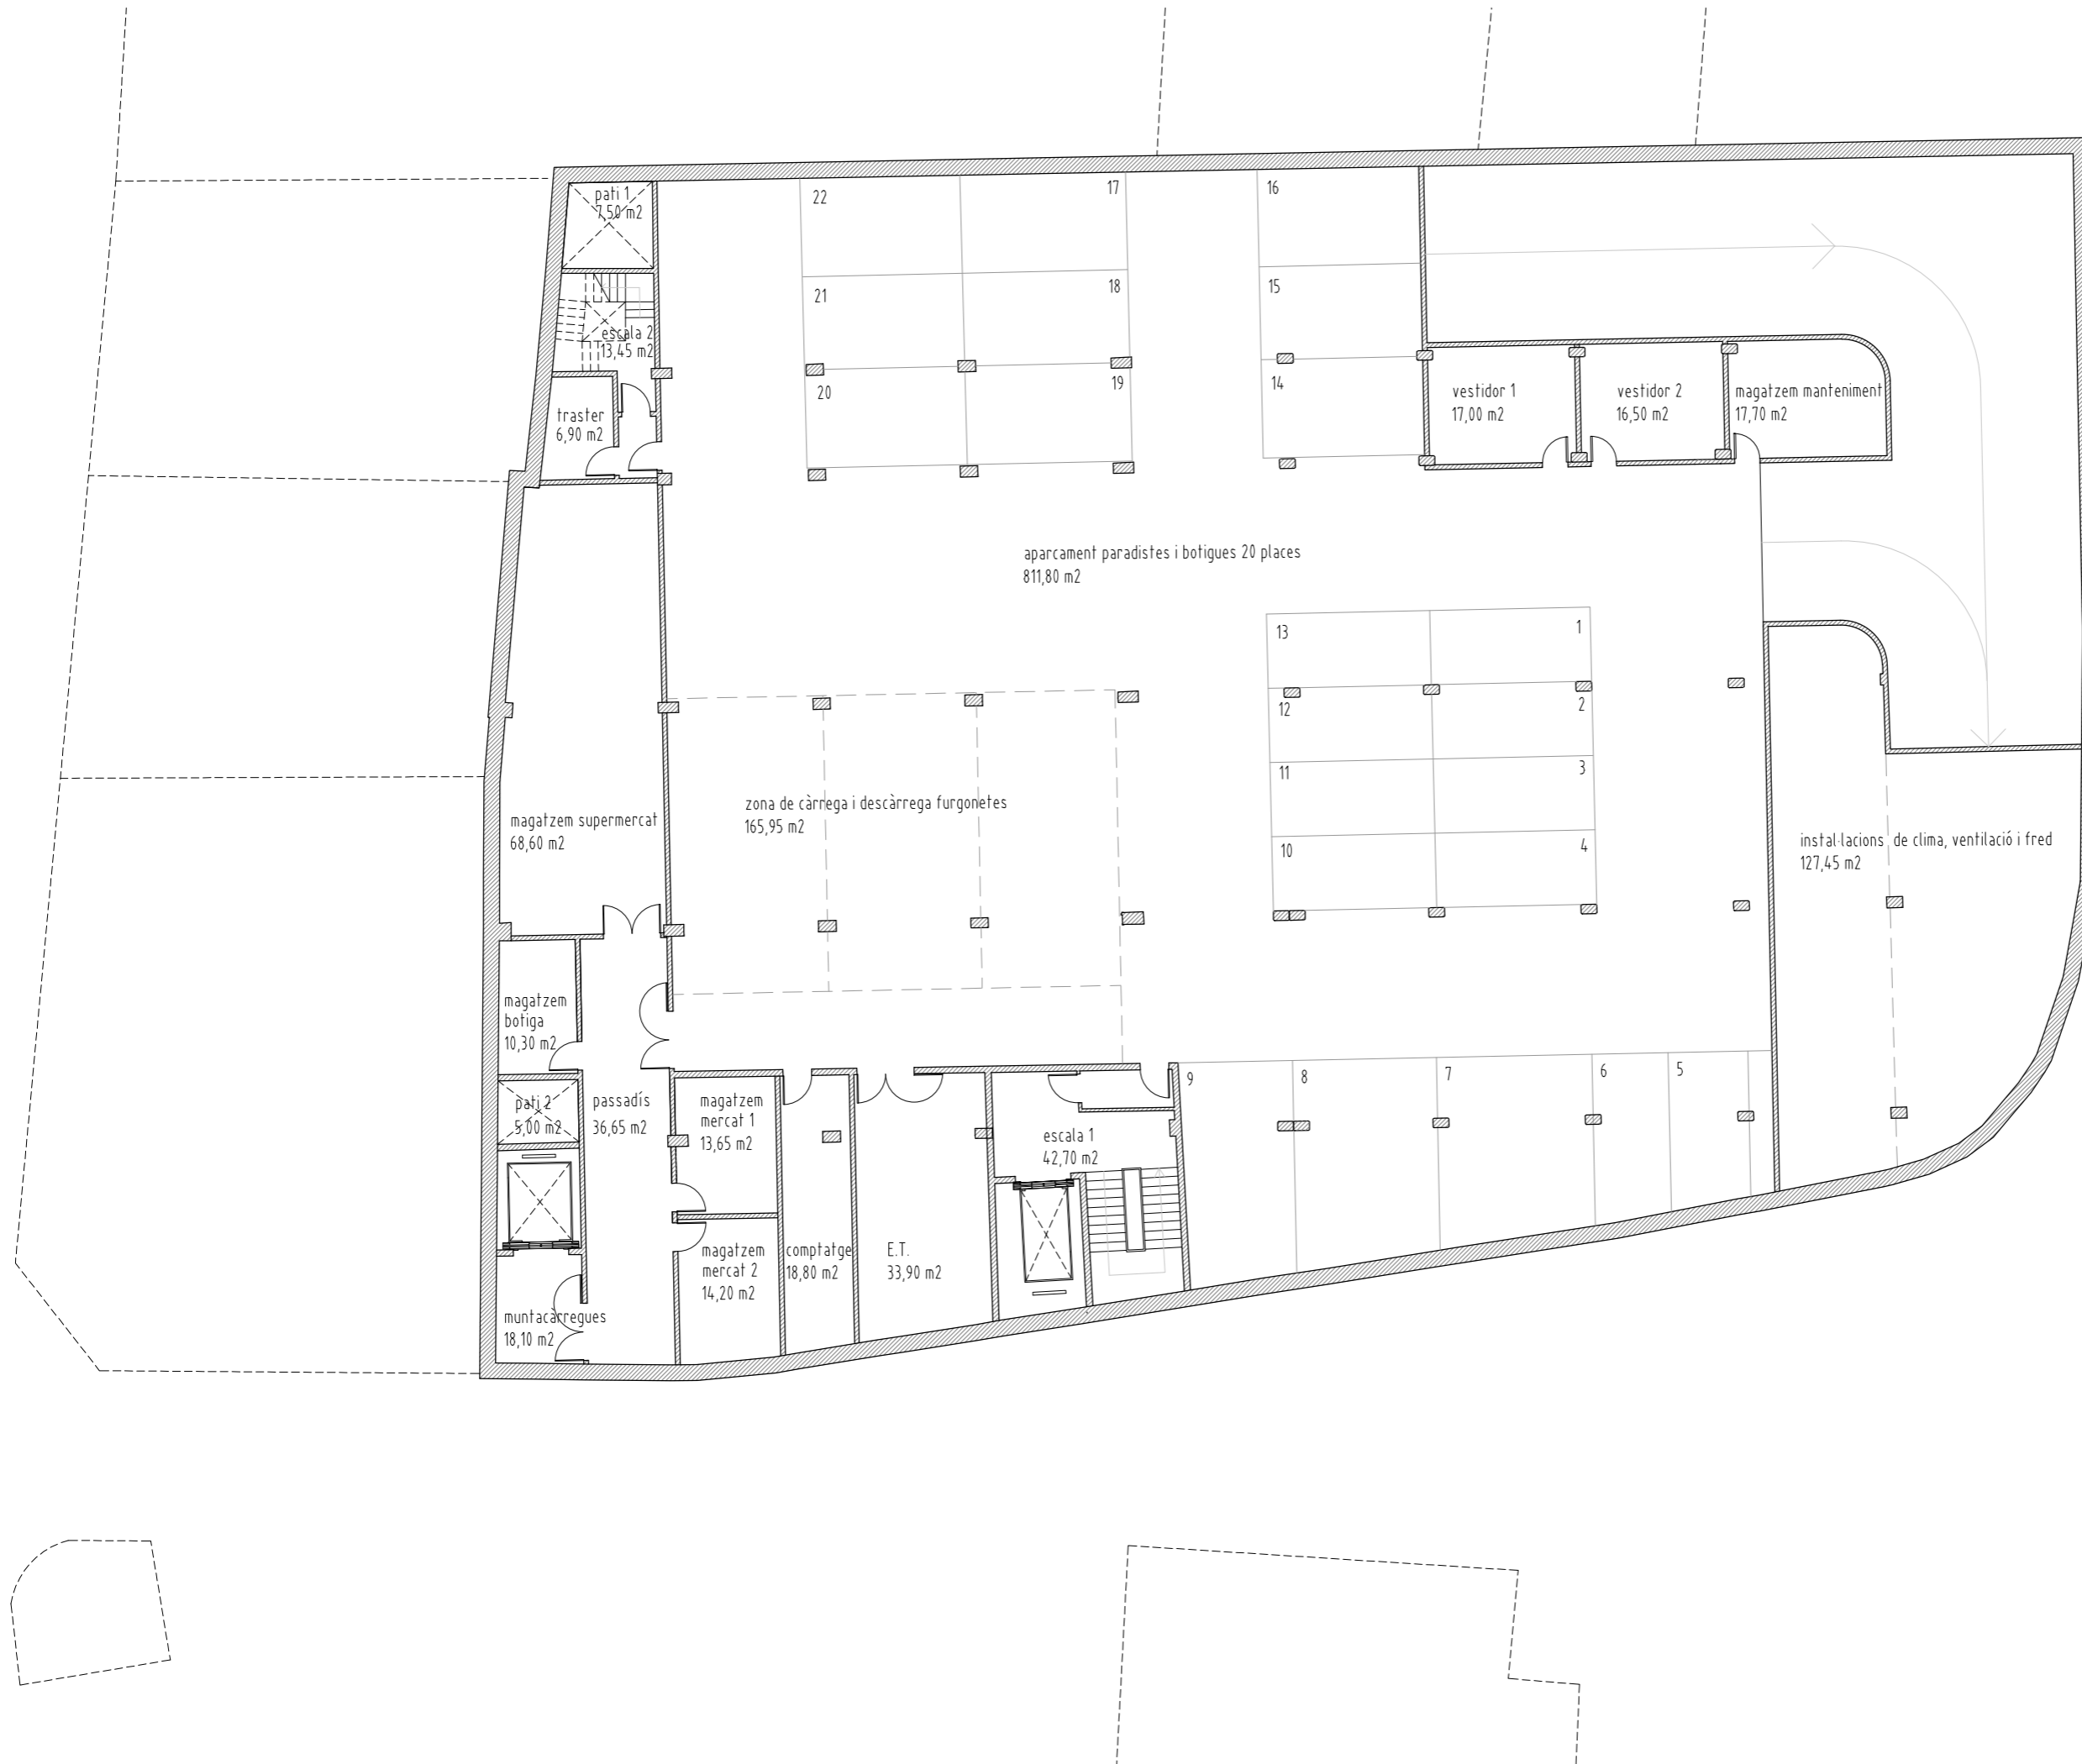 pati 1
7,50 m2
22
17
16
21
18
15
escala 2
13,45 m2
20
19
14
traster
6,90 m2
vestidor 1
17,00 m2
vestidor 2
16,50 m2
magatzem manteniment
17,70 m2
aparcament paradistes i botigues 20 places
811,80 m2
13
1
12
2
11
3
10
4
zona de càrrega i descàrrega furgonetes
165,95 m2
magatzem supermercat
68,60 m2
instal·lacions de clima, ventilació i fred
127,45 m2
magatzem
botiga
10,30 m2
9
8
7
6
5
pati 2
5,00 m2
passadís
36,65 m2
magatzem
mercat 1
13,65 m2
escala 1
42,70 m2
magatzem
mercat 2
14,20 m2
comptatge
18,80 m2
E.T.
33,90 m2
muntacàrregues
18,10 m2